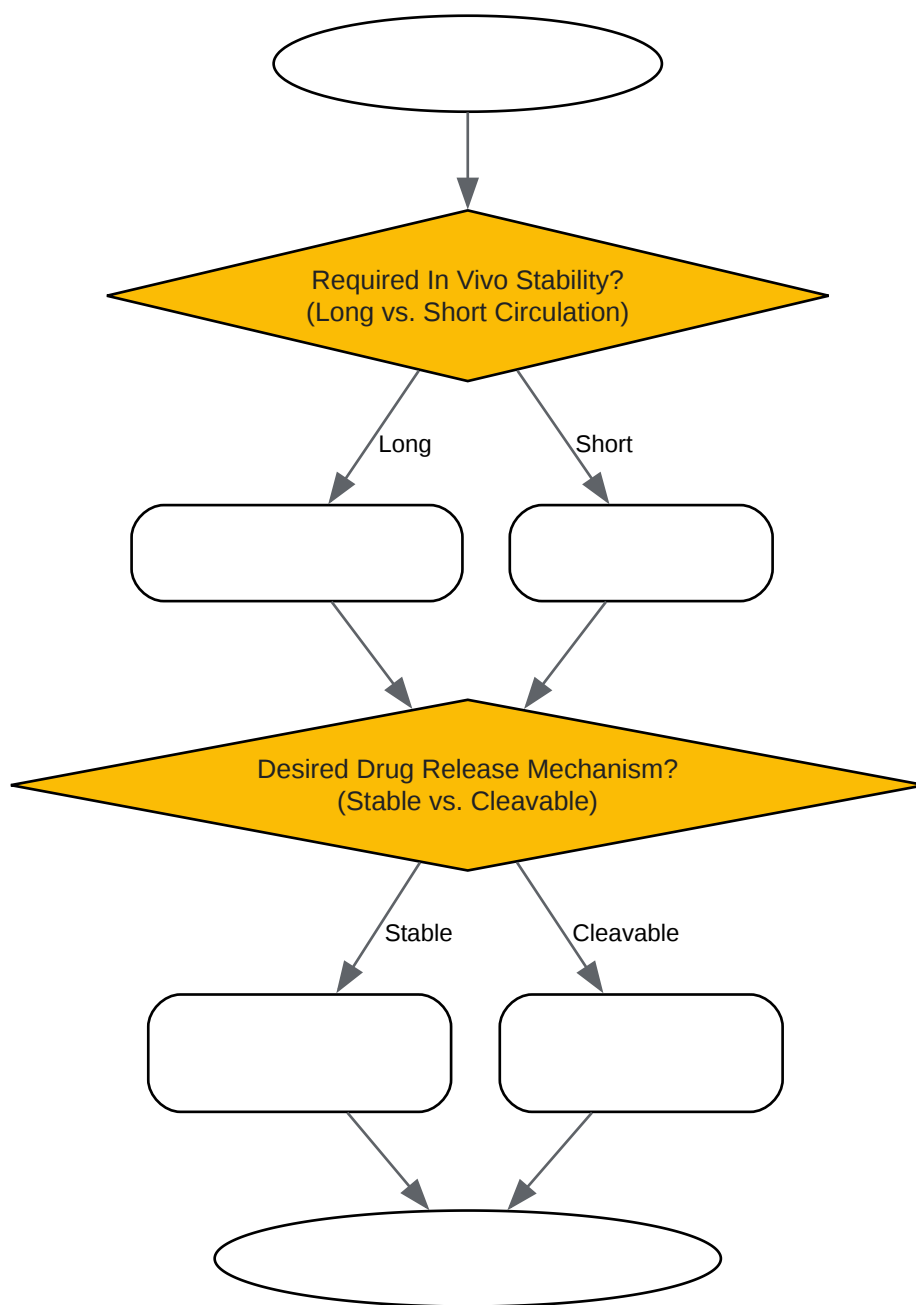 Required In Vivo Stability?
(Long vs. Short Circulation)
Long
Short
Desired Drug Release Mechanism?
(Stable vs. Cleavable)
Stable
Cleavable